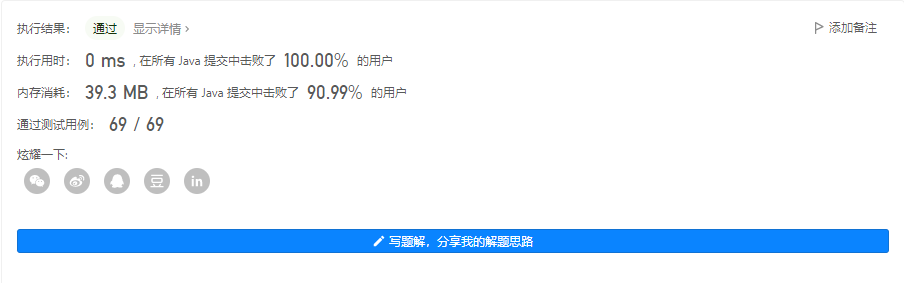 执行结果： 通过 显示详情 › 添加备注
执行用时： 0 ms ，在所有 Java 提交中击败了 100.00% 的用户
内存消耗： 39.3 MB ，在所有 Java 提交中击败了 90.99% 的用户
通过测试用例： 69 / 69
炫耀一下:
豆 in
写题解，分享我的解题思路